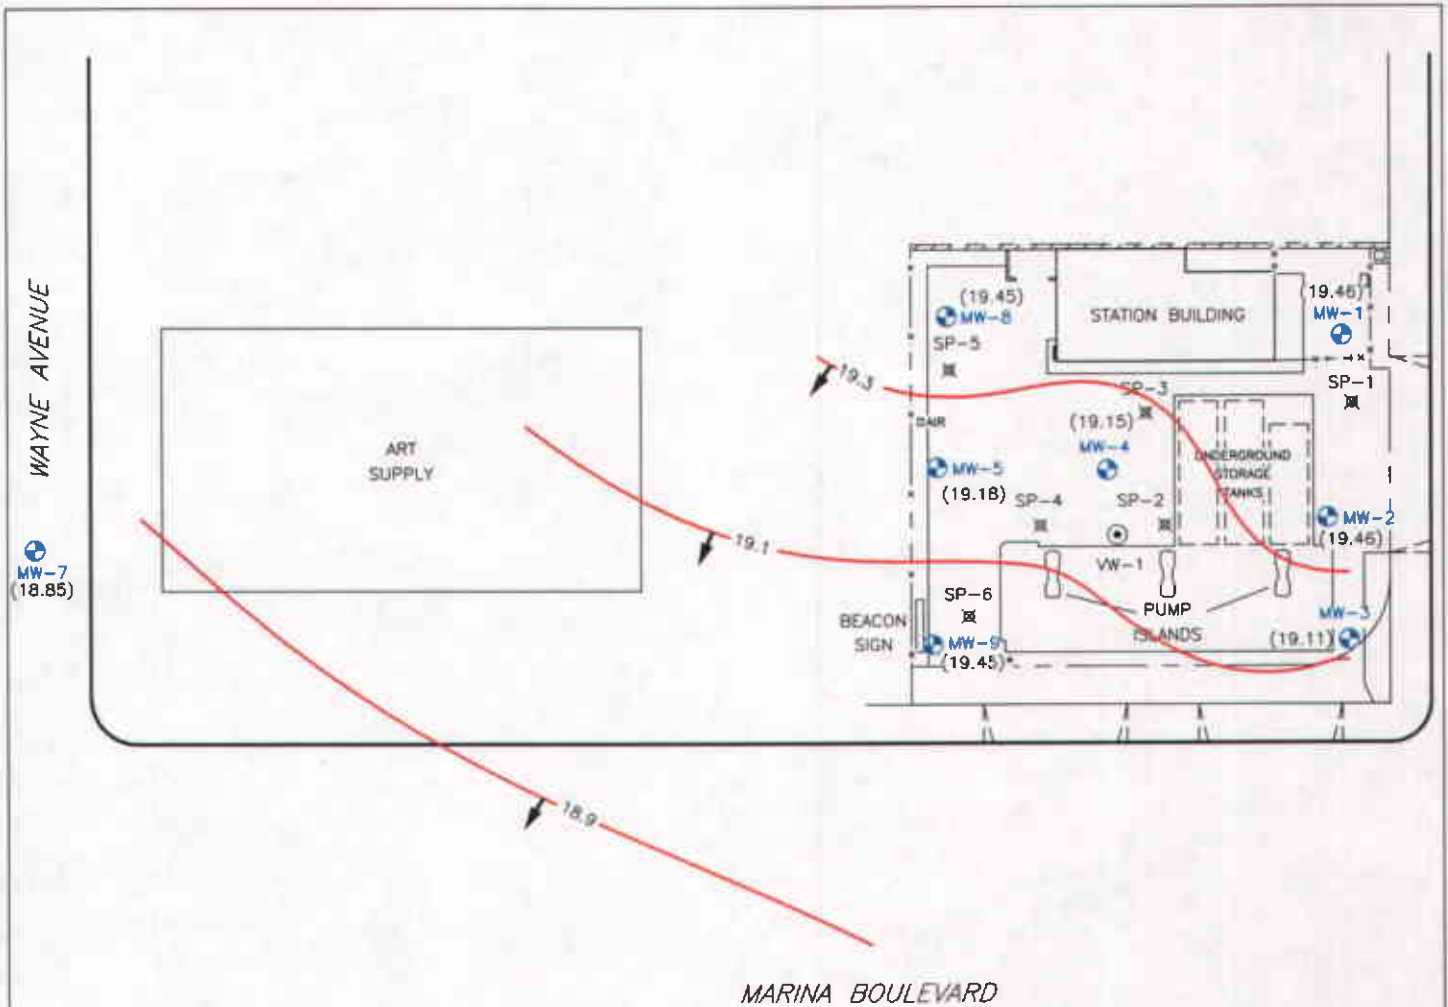 (19.45)
MW-8
SP-5
STATION BUILDING
(19.46)
MW-1
SP-1
WAYNE AVENUE
19.3
SP-3
(19.15)
MW-4
AIR
ART
SUPPLY
MW-5
(19.18)
UNDERGROUND
STORAGE
TANKS
SP-4
SP-2
MW-2
(19.46)
19.1
VW-1
MW-7
(18.85)
SP-6
PUMP
ISLANDS
MW-3
(19.11)
BEACON
SIGN
MW-9
(19.45)*
18.9
MARINA BOULEVARD